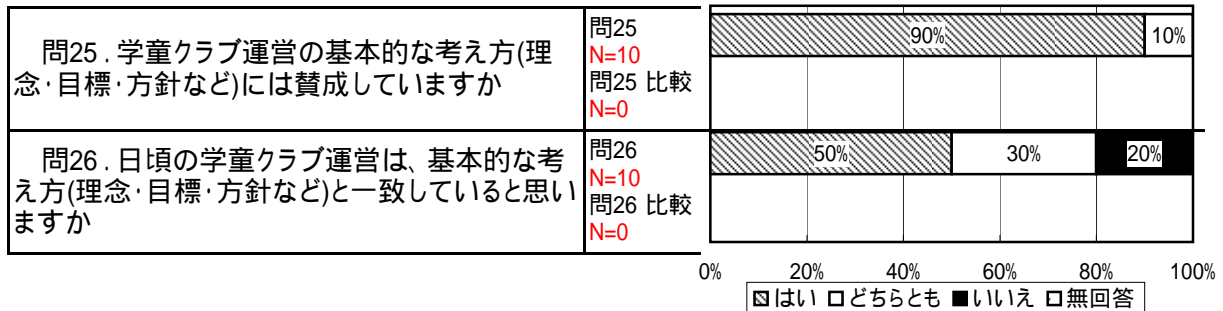 問25．学童クラブ運営の基本的な考え方(理
念・目標・方針など)には賛成していますか
問25
N=10
問25 比較
N=0
90%
10%
問26．日頃の学童クラブ運営は、基本的な考
え方(理念・目標・方針など)と一致していると思い
ますか
問26
N=10
問26 比較
N=0
50%
30%
20%
0% 20% 40% 60% 80% 100%
はい どちらとも いいえ 無回答